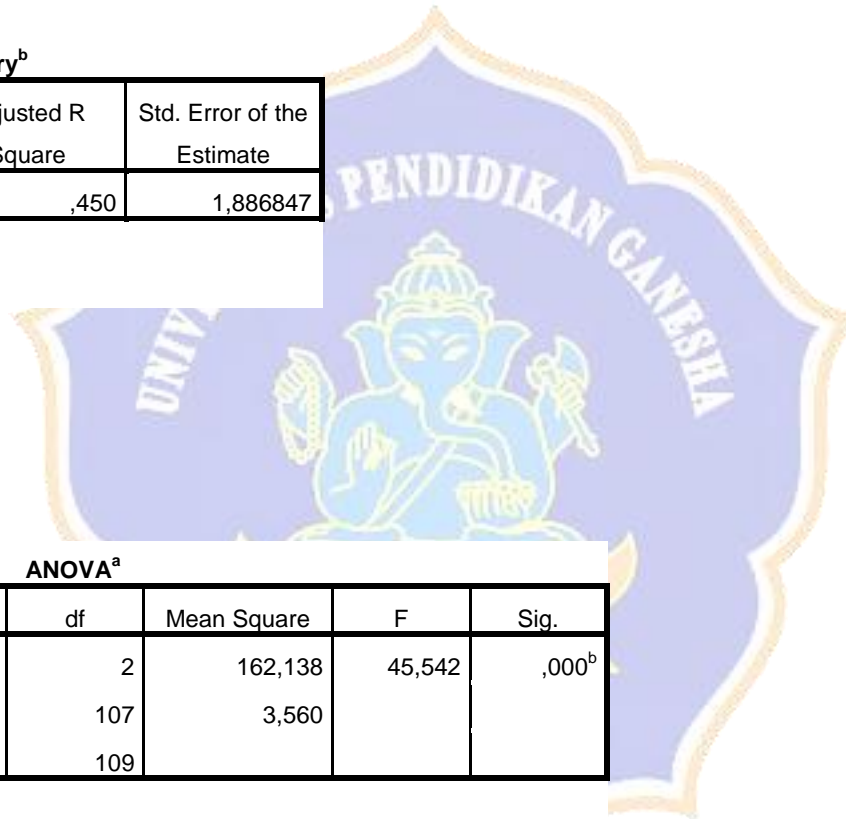 ry^b
justed R
Square
Std. Error of the
Estimate
,450 1,886847
PENDIDIKAN GANESHA
ANOVA^a
df Mean Square F Sig.
2 162,138 45,542 ,000^b
107 3,560
109